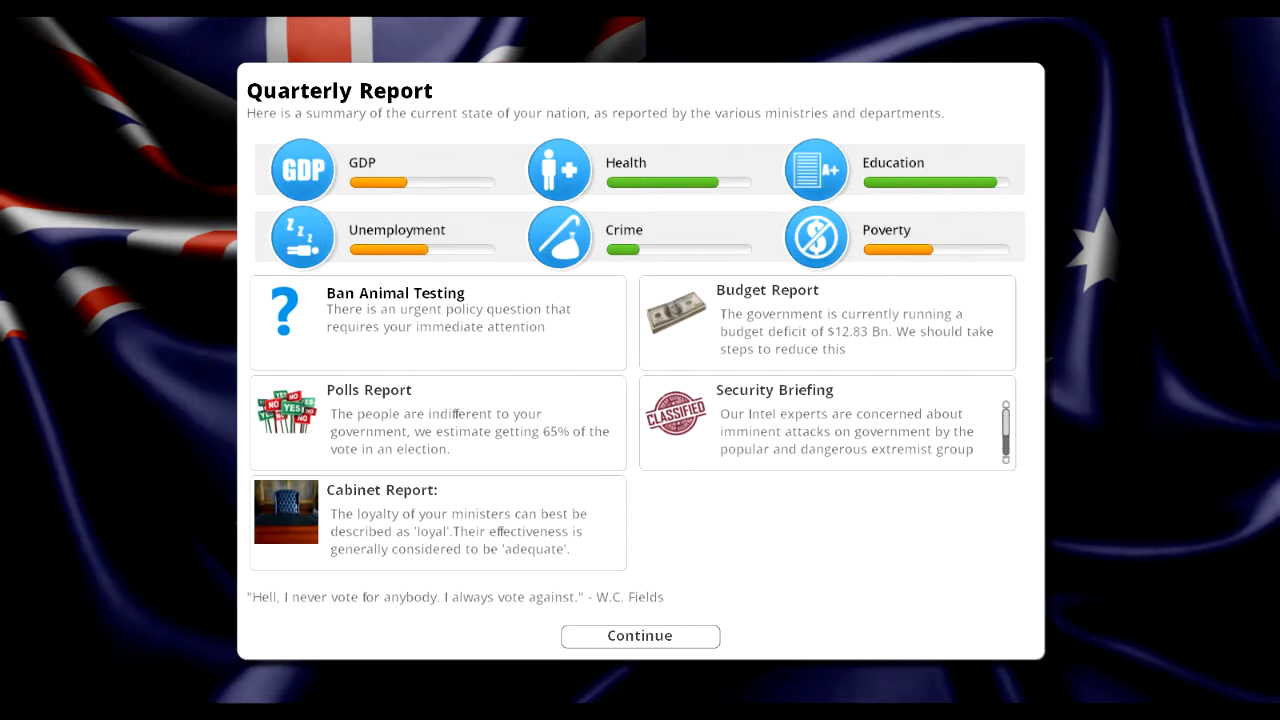 Quarterly Report
Here is a summary of the current state of your nation, as reported by the various ministries and departments.
GDP
GDP
Health
A+
Education
Z Z Z
Unemployment
Crime
Poverty
?
Ban Animal Testing
There is an urgent policy question that
requires your immediate attention
Budget Report
The government is currently running a
budget deficit of $12.83 Bn. We should take
steps to reduce this
YES NO
NO YES YES
NO
Polls Report
The people are indifferent to your
government, we estimate getting 65% of the
vote in an election.
CLASSIFIED
Security Briefing
Our Intel experts are concerned about
imminent attacks on government by the
popular and dangerous extremist group
Cabinet Report:
The loyalty of your ministers can best be
described as 'loyal'.Their effectiveness is
generally considered to be 'adequate'.
"Hell, I never vote for anybody. I always vote against." - W.C. Fields
Continue